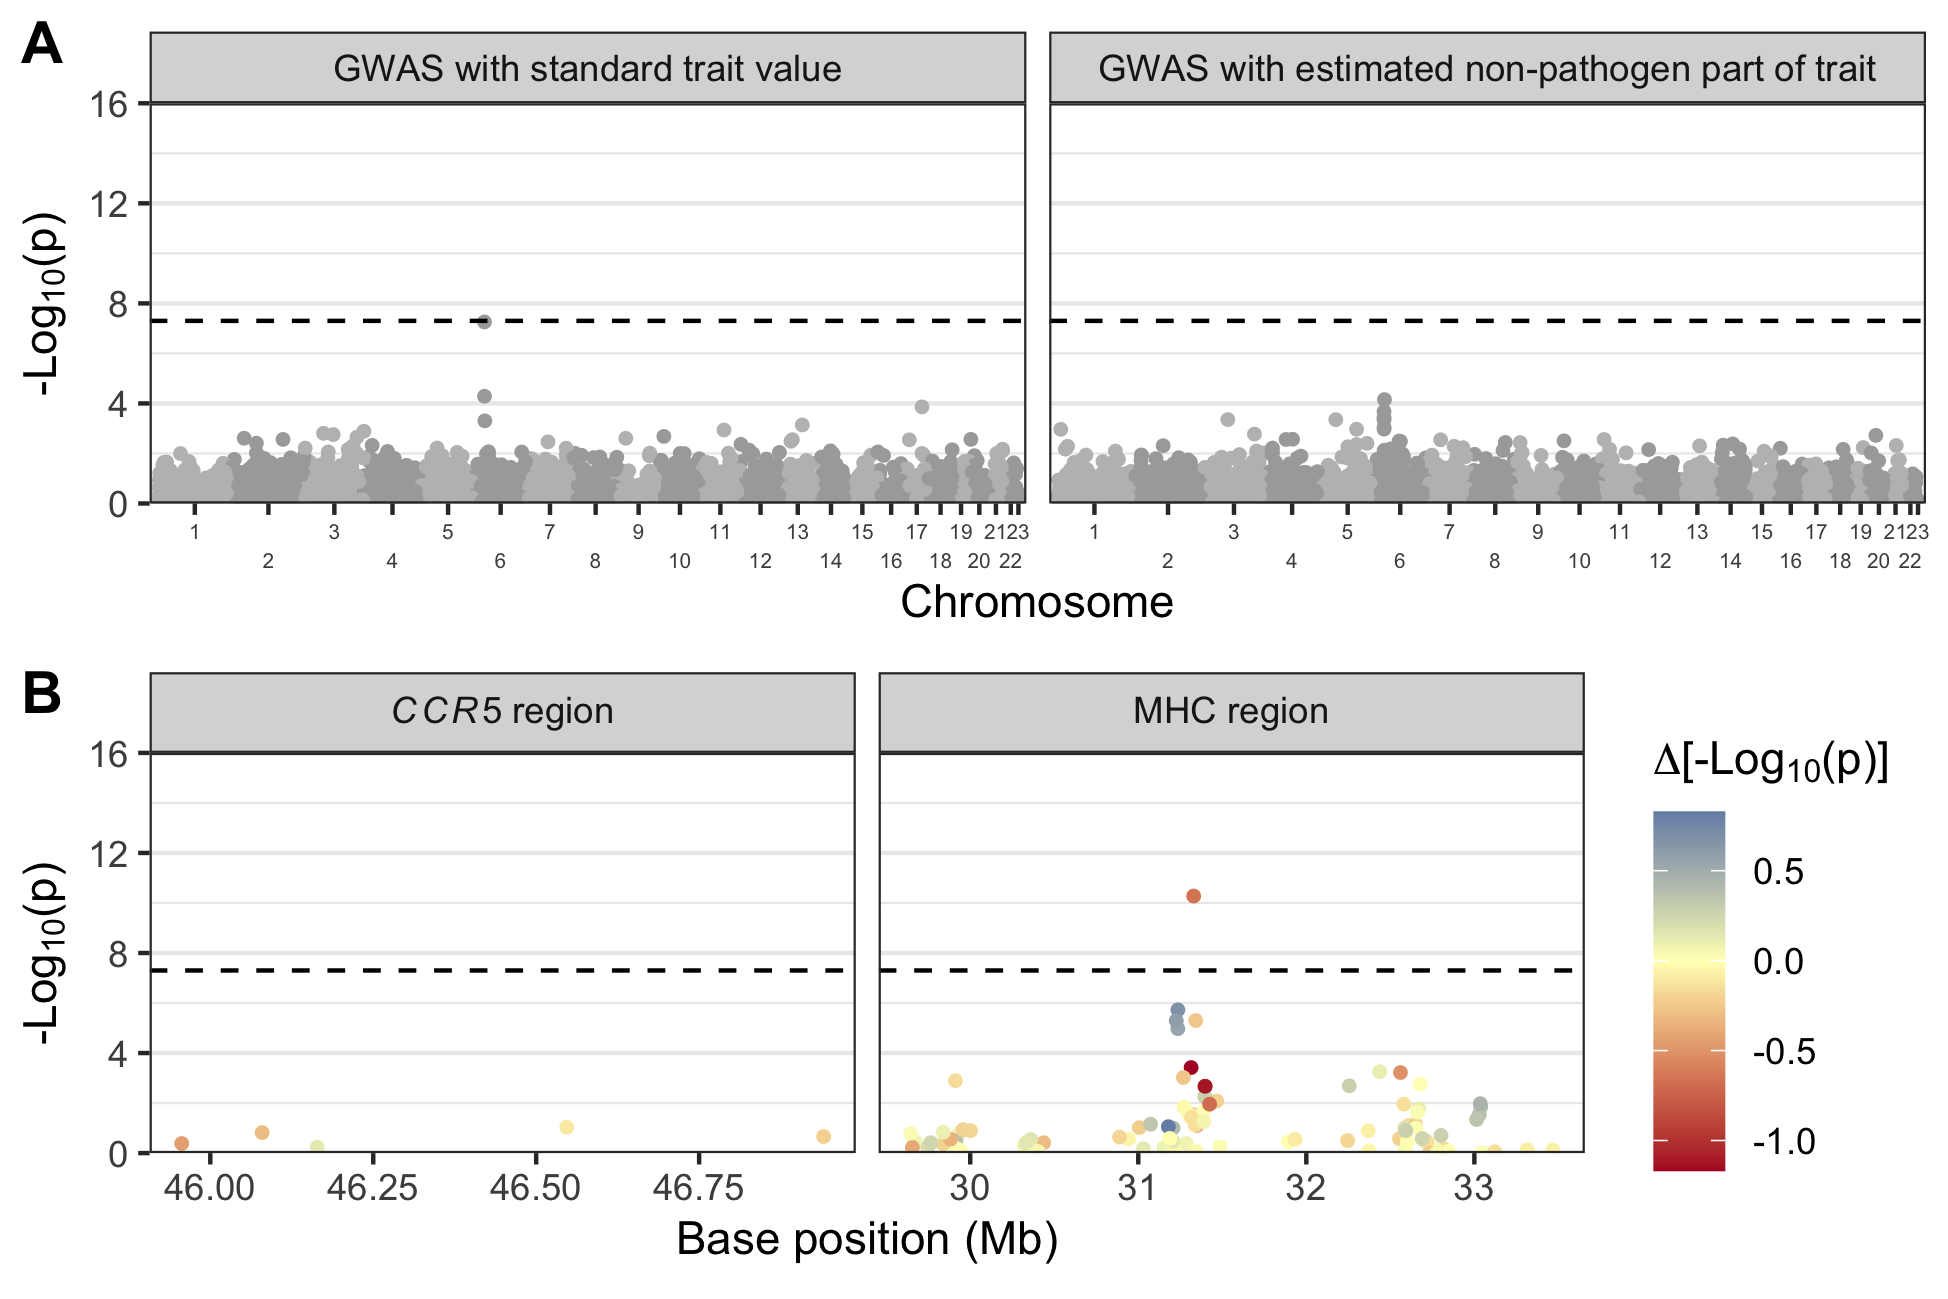 A
GWAS with standard trait value
GWAS with estimated non-pathogen part of trait
16
12
8
4
0
-Log10(p)
1 3 5 7 9 11 13 15 17 19 2123
2 4 6 8 10 12 14 16 18 20 22
1 3 5 7 9 11 13 15 17 19 2123
2 4 6 8 10 12 14 16 18 20 22
Chromosome
B
CCR5 region
MHC region
16
12
8
4
0
-Log10(p)
46.00 46.25 46.50 46.75
30 31 32 33
Base position (Mb)
Δ[-Log10(p)]
0.5
0.0
-0.5
-1.0